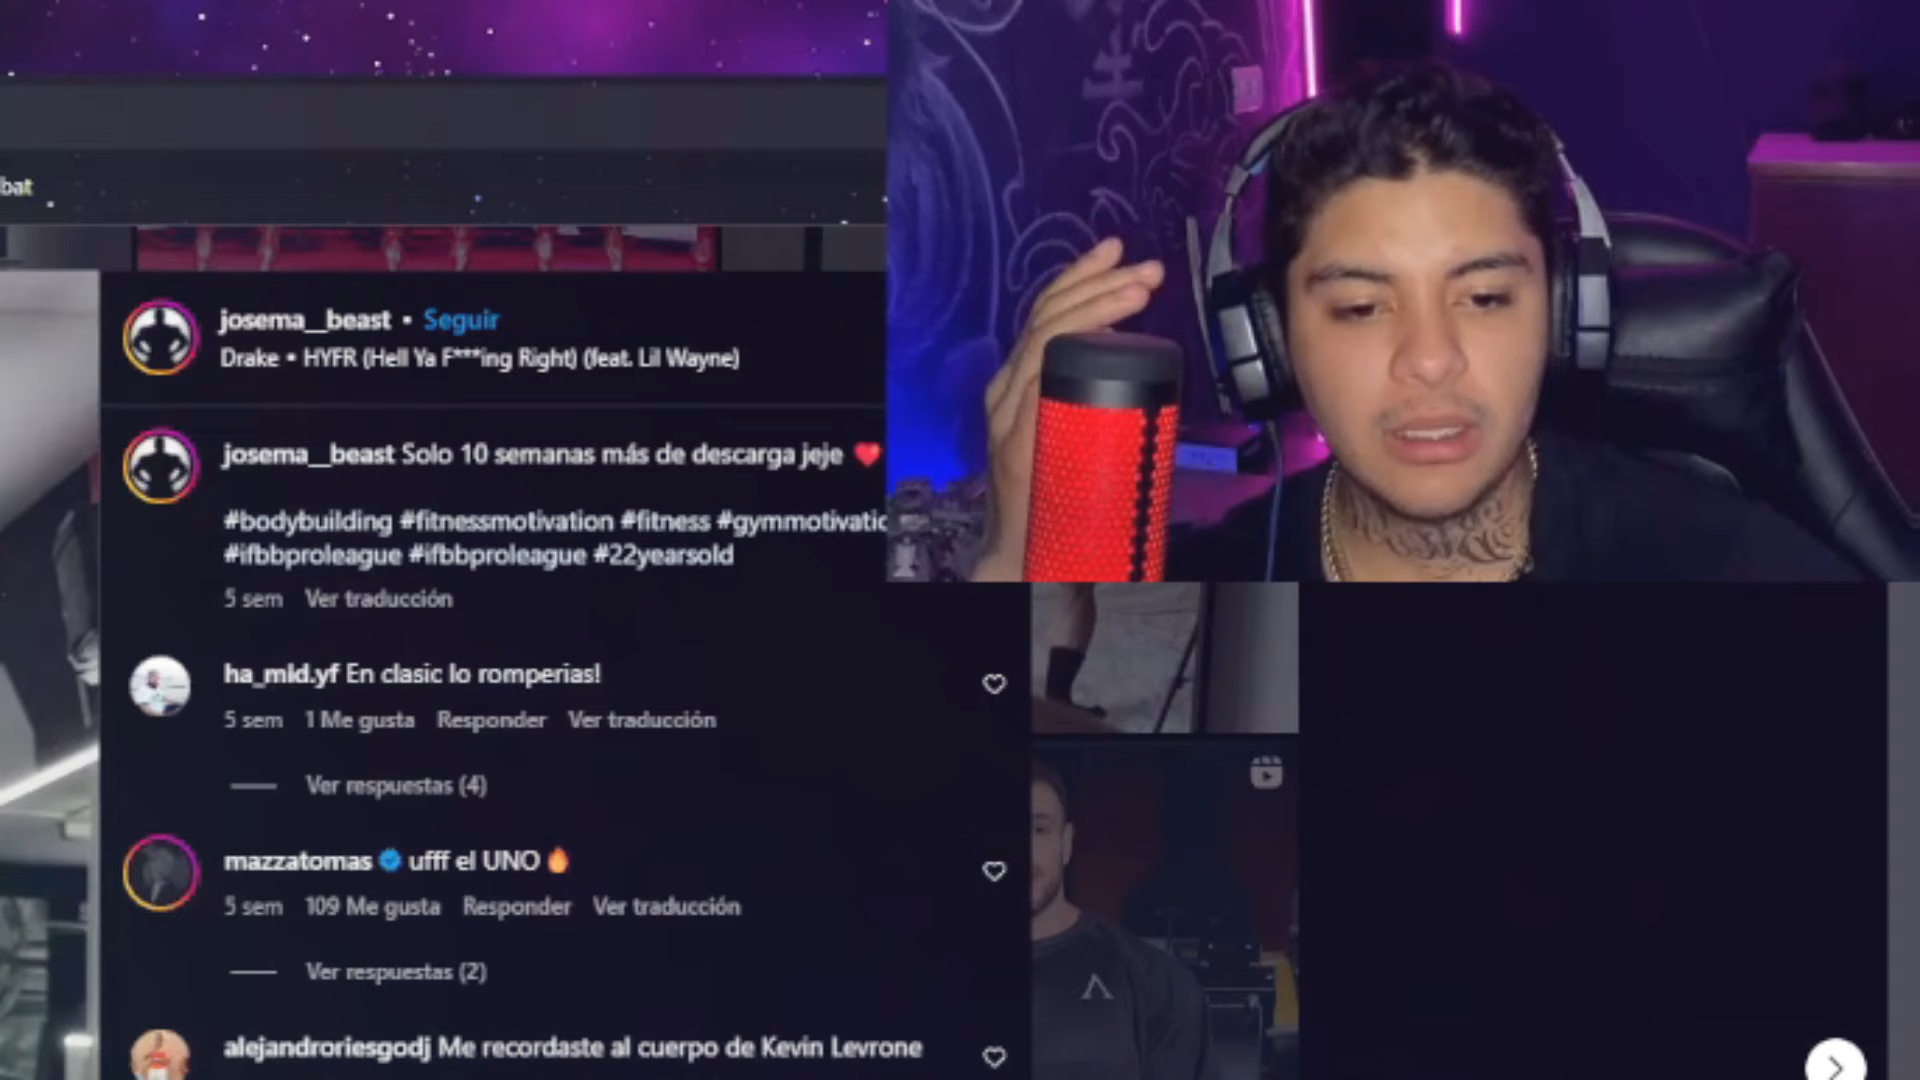 bat
josema__beast • Seguir
Drake • HYFR (Hell Ya F***ing Right) (feat. Lil Wayne)
josema__beast Solo 10 semanas más de descarga jeje ❤️
#bodybuilding #fitnessmotivation #fitness #gymmotivatio
#ifbbproleague #ifbbproleague #22yearsold
5 sem Ver traducción
ha_mld.yf En clasic lo romperias!
5 sem 1 Me gusta Responder Ver traducción
Ver respuestas (4)
mazzatomas ufff el UNO🔥
5 sem 109 Me gusta Responder Ver traducción
Ver respuestas (2)
alejandroriesgodj Me recordaste al cuerpo de Kevin Levrone